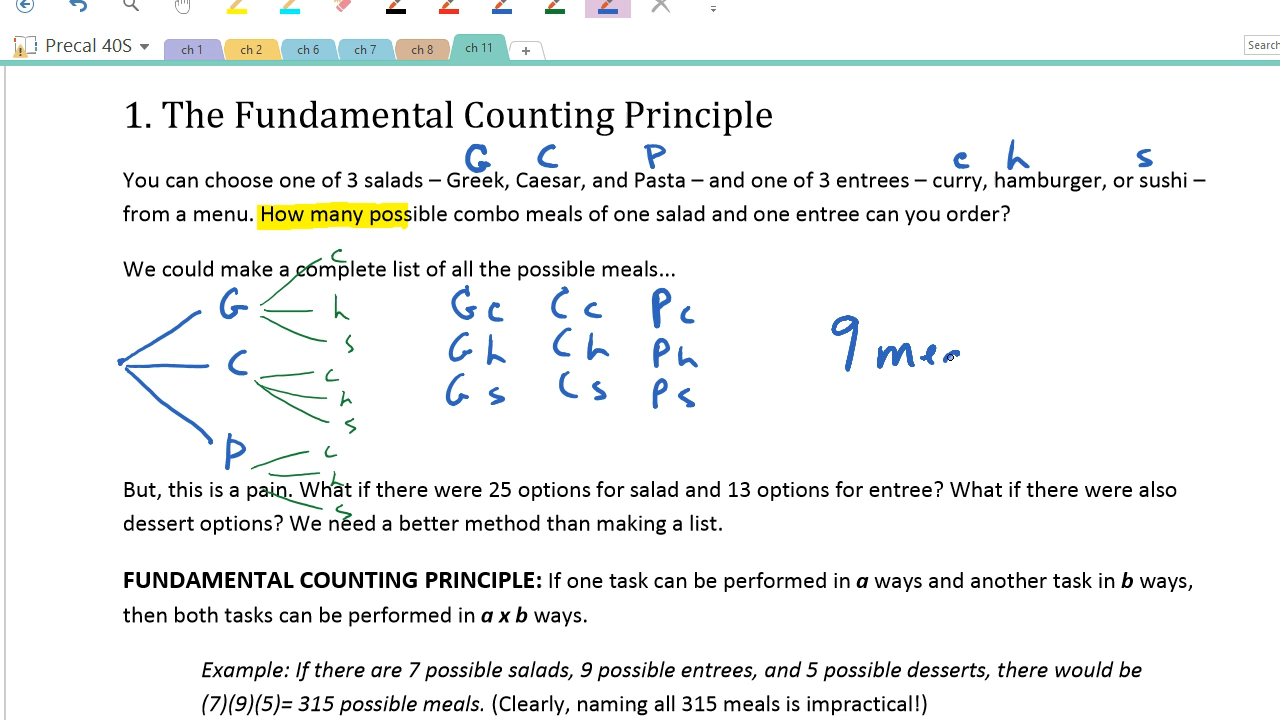 Precal 40S
ch 1
ch 2
ch 6
ch 7
ch 8
ch 11
+
Search
1. The Fundamental Counting Principle
G C P c h s
You can choose one of 3 salads – Greek, Caesar, and Pasta – and one of 3 entrees – curry, hamburger, or sushi –
from a menu. How many possible combo meals of one salad and one entree can you order?
We could make a complete list of all the possible meals...
G
c
h
s
C
c
h
s
P
c
h
s
Gc Cc Pc
Gh Ch Ph
Gs Cs Ps
9 mea
But, this is a pain. What if there were 25 options for salad and 13 options for entree? What if there were also
dessert options? We need a better method than making a list.
FUNDAMENTAL COUNTING PRINCIPLE: If one task can be performed in a ways and another task in b ways,
then both tasks can be performed in a x b ways.
Example: If there are 7 possible salads, 9 possible entrees, and 5 possible desserts, there would be
(7)(9)(5)= 315 possible meals. (Clearly, naming all 315 meals is impractical!)